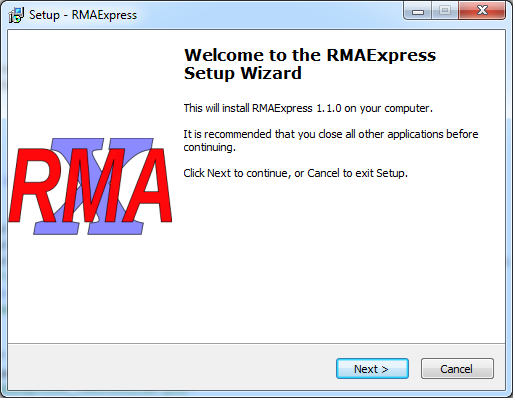 Setup - RMAExpress
Welcome to the RMAExpress
Setup Wizard
This will install RMAExpress 1.1.0 on your computer.
It is recommended that you close all other applications before
continuing.
Click Next to continue, or Cancel to exit Setup.
X
RMA
Next >
Cancel